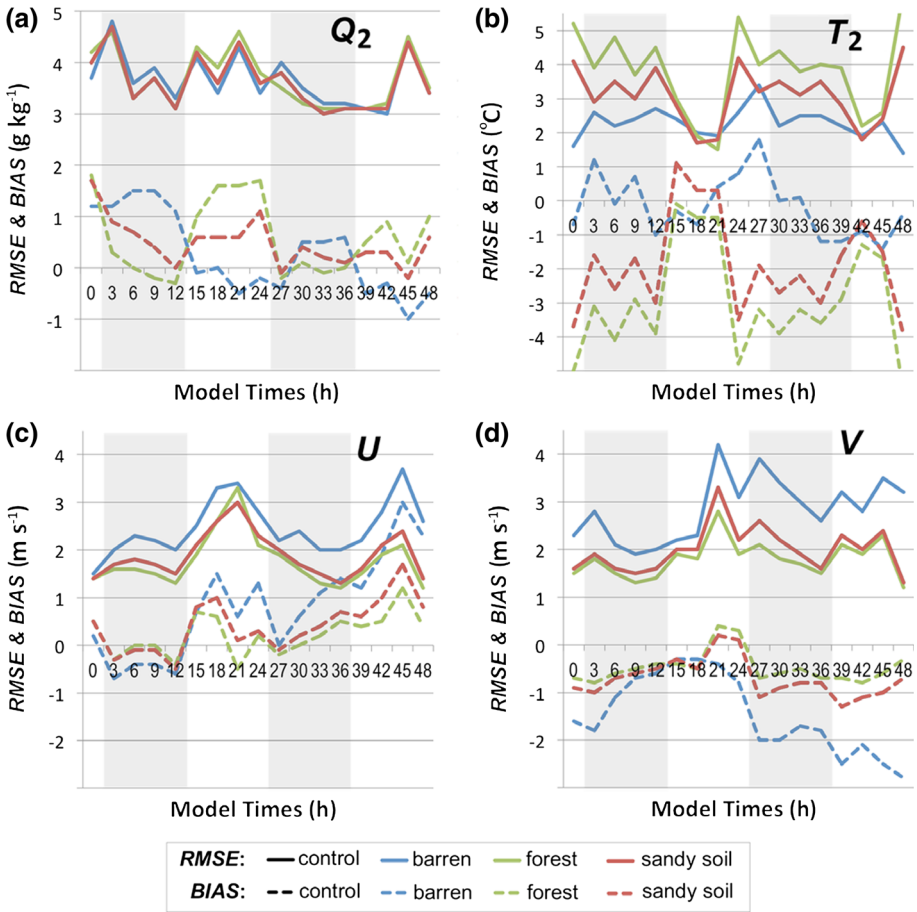 (a) Q2
RMSE & BIAS (g kg-1)
5
4
3
2
1
0
-1
0 3 6 9 12 15 18 21 24 27 30 33 36 39 42 45 48
Model Times (h)
(b) T2
RMSE & BIAS (°C)
5
4
3
2
1
0
-1
-2
-3
-4
0 3 6 9 12 15 18 21 24 27 30 33 36 39 42 45 48
Model Times (h)
(c) U
RMSE & BIAS (m s-1)
4
3
2
1
0
-1
-2
0 3 6 9 12 15 18 21 24 27 30 33 36 39 42 45 48
Model Times (h)
(d) V
RMSE & BIAS (m s-1)
4
3
2
1
0
-1
-2
0 3 6 9 12 15 18 21 24 27 30 33 36 39 42 45 48
Model Times (h)
RMSE: control barren forest sandy soil
BIAS: control barren forest sandy soil